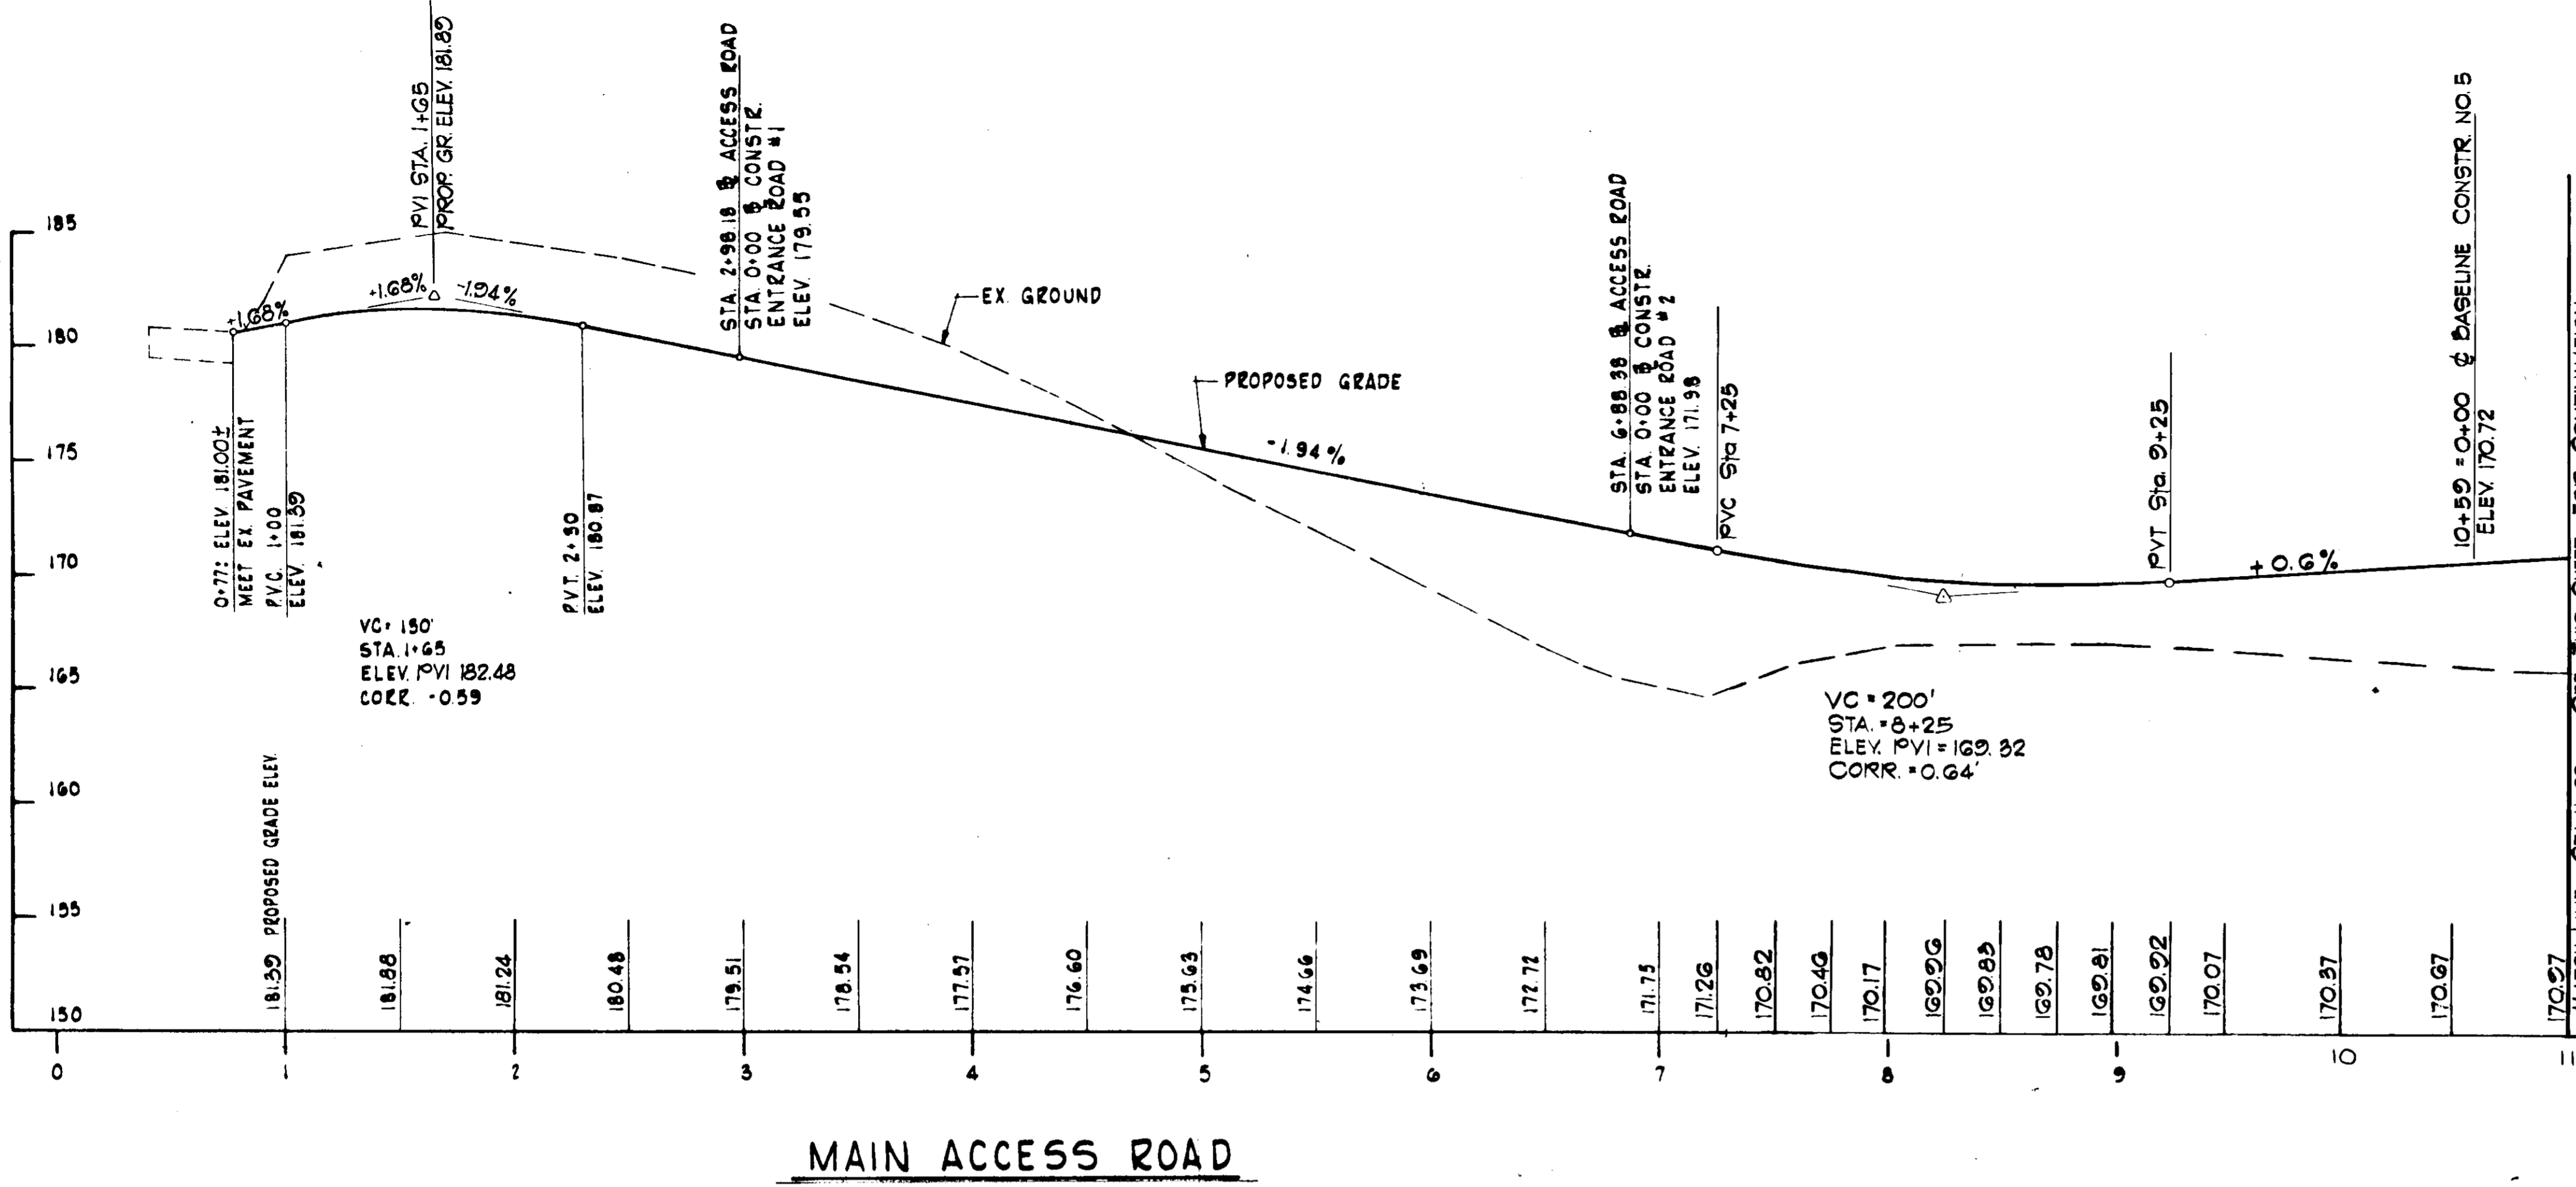 PVI STA. 1+65
PROP. GR. ELEV. 181.89
STA. 2+98.18 ACCESS ROAD
STA. 0+00 CONSTR.
ENTRANCE ROAD #1
ELEV. 179.55
10+59 = 0+00 BASELINE CONSTR. NO. 5
ELEV. 170.72
STA. 6+88.38 ACCESS ROAD
STA. 0+00 CONSTR.
ENTRANCE ROAD #2
ELEV. 171.98
PVC Sta 7+25
PVT Sta. 9+25
185
180
175
170
165
160
155
150
+1.68%
+1.68%
-1.94%
EX. GROUND
PROPOSED GRADE
-1.94%
+0.6%
0+77: ELEV. 181.00±
MEET EX. PAVEMENT
P.V.C. 1+00
ELEV. 181.39
P.V.T. 2+30
ELEV. 180.87
VC= 130'
STA. 1+65
ELEV. PVI 182.48
CORR. -0.59
VC = 200'
STA. = 8+25
ELEV. PVI = 169.32
CORR. = 0.64'
181.39 PROPOSED GRADE ELEV.
181.88
181.24
180.48
179.51
178.54
177.57
176.60
175.63
174.66
173.69
172.72
171.75
171.26
170.82
170.46
170.17
169.96
169.83
169.78
169.81
169.92
170.07
170.37
170.67
170.97
0 1 2 3 4 5 6 7 8 9 10 11
MAIN ACCESS ROAD